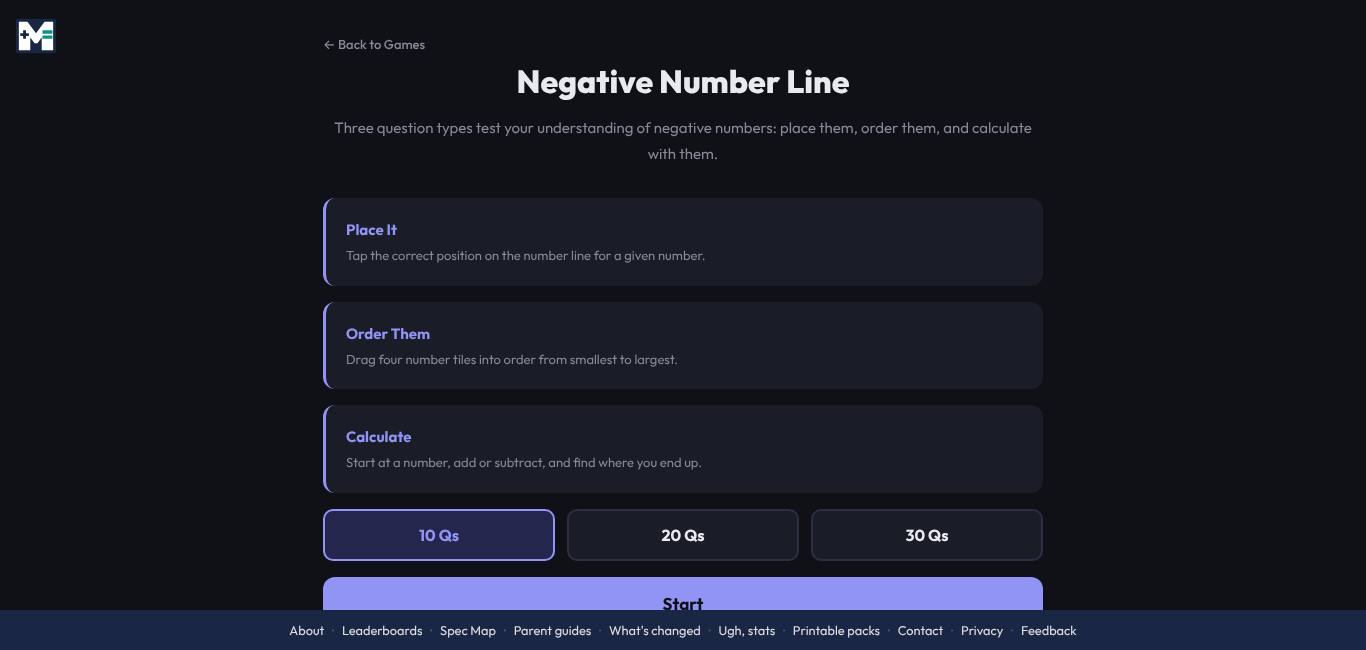 ← Back to Games
Negative Number Line
Three question types test your understanding of negative numbers: place them, order them, and calculate
with them.
Place It
Tap the correct position on the number line for a given number.
Order Them
Drag four number tiles into order from smallest to largest.
Calculate
Start at a number, add or subtract, and find where you end up.
10 Qs 20 Qs 30 Qs
Start
About · Leaderboards · Spec Map · Parent guides · What's changed · Ugh, stats · Printable packs · Contact · Privacy · Feedback